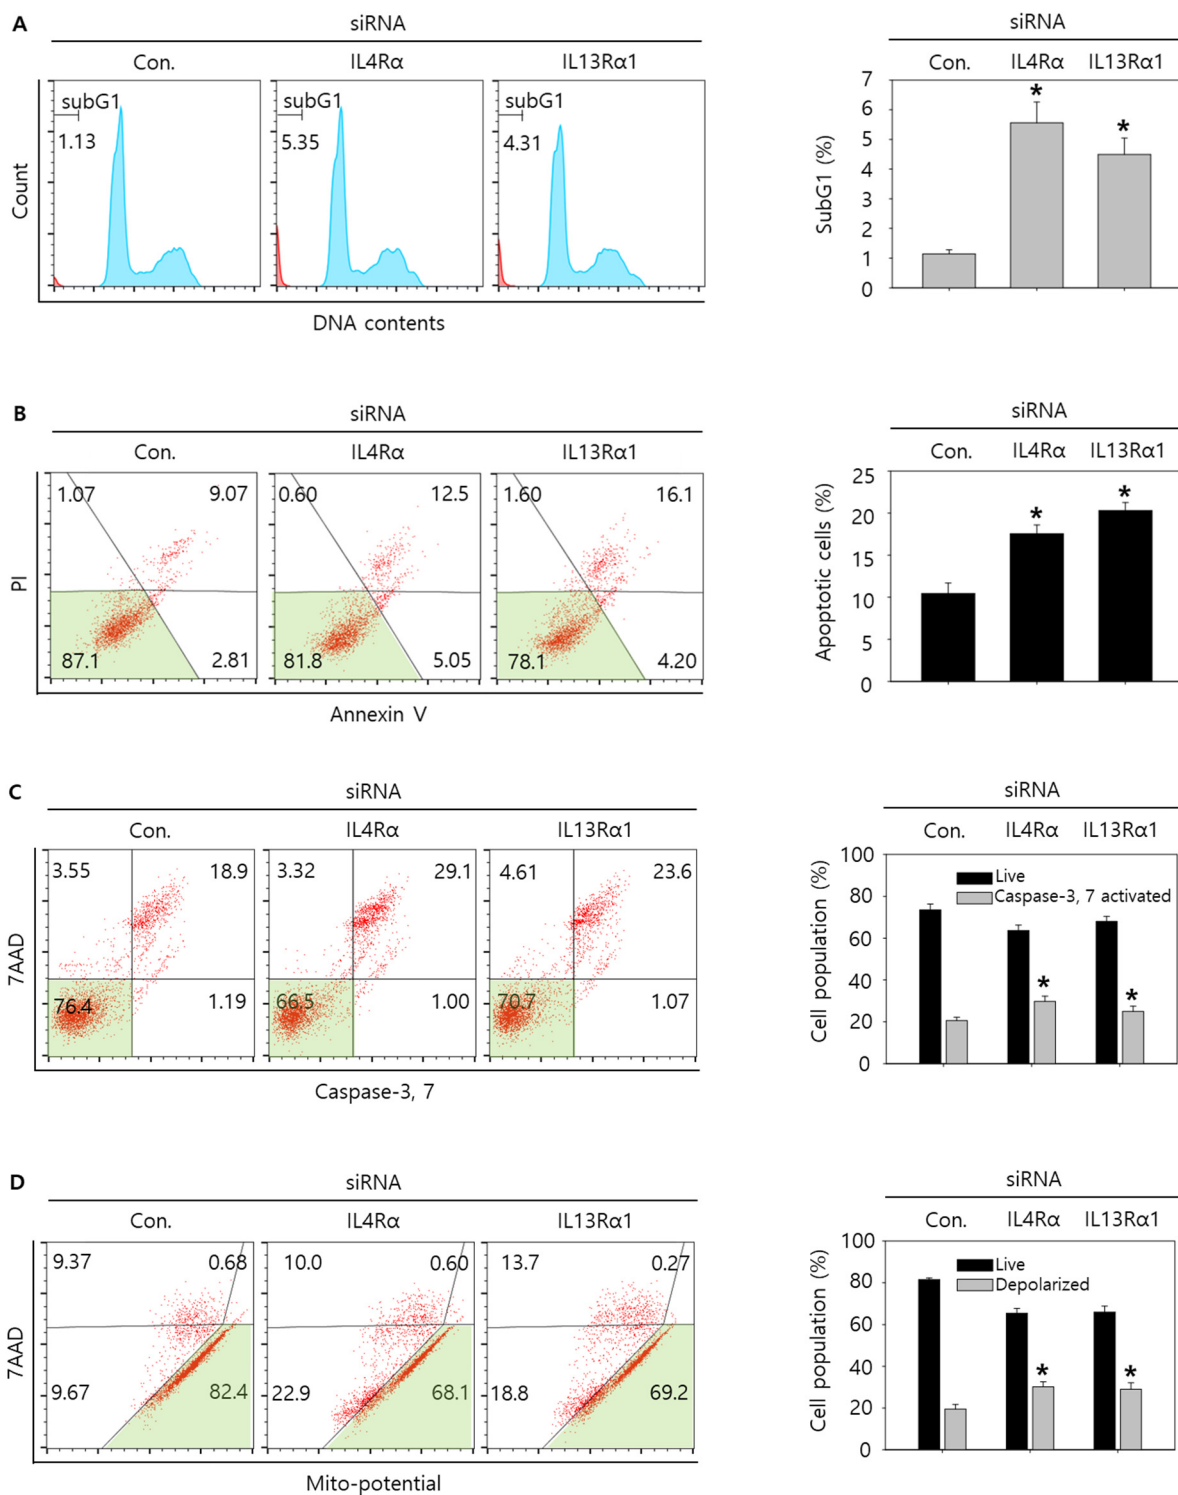 A
siRNA
Con. IL4Rα IL13Rα1
subG1 subG1 subG1
1.13 5.35 4.31
Count
DNA contents
siRNA
Con. IL4Rα IL13Rα1
SubG1 (%)
7
6
5
4
3
2
1
0
* *
B
siRNA
Con. IL4Rα IL13Rα1
1.07 9.07 0.60 12.5 1.60 16.1
PI
87.1 2.81 81.8 5.05 78.1 4.20
Annexin V
siRNA
Con. IL4Rα IL13Rα1
Apoptotic cells (%)
25
20
15
10
5
0
* *
C
siRNA
Con. IL4Rα IL13Rα1
3.55 18.9 3.32 29.1 4.61 23.6
7AAD
76.4 1.19 66.5 1.00 70.7 1.07
Caspase-3, 7
siRNA
Con. IL4Rα IL13Rα1
Cell population (%)
100
80
60
40
20
0
Live
Caspase-3, 7 activated
* *
D
siRNA
Con. IL4Rα IL13Rα1
9.37 0.68 10.0 0.60 13.7 0.27
7AAD
9.67 82.4 22.9 68.1 18.8 69.2
Mito-potential
siRNA
Con. IL4Rα IL13Rα1
Cell population (%)
100
80
60
40
20
0
Live
Depolarized
* *